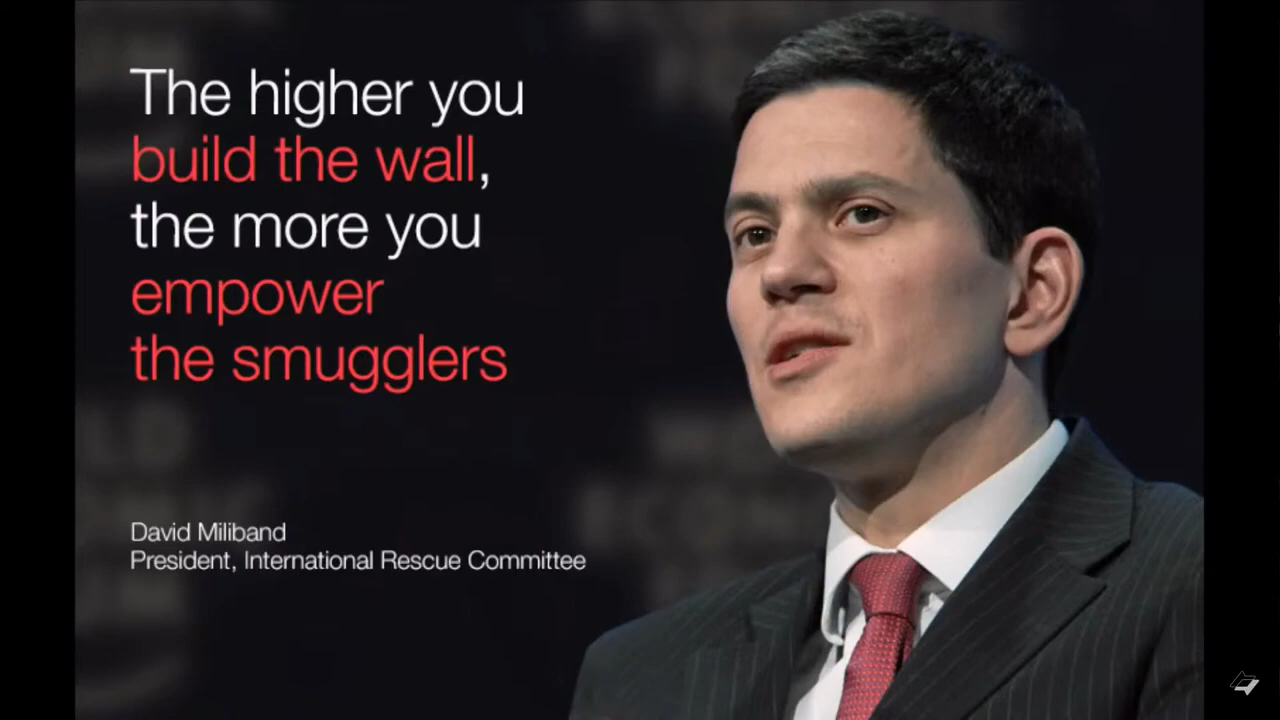 The higher you
build the wall,
the more you
empower
the smugglers
David Miliband
President, International Rescue Committee